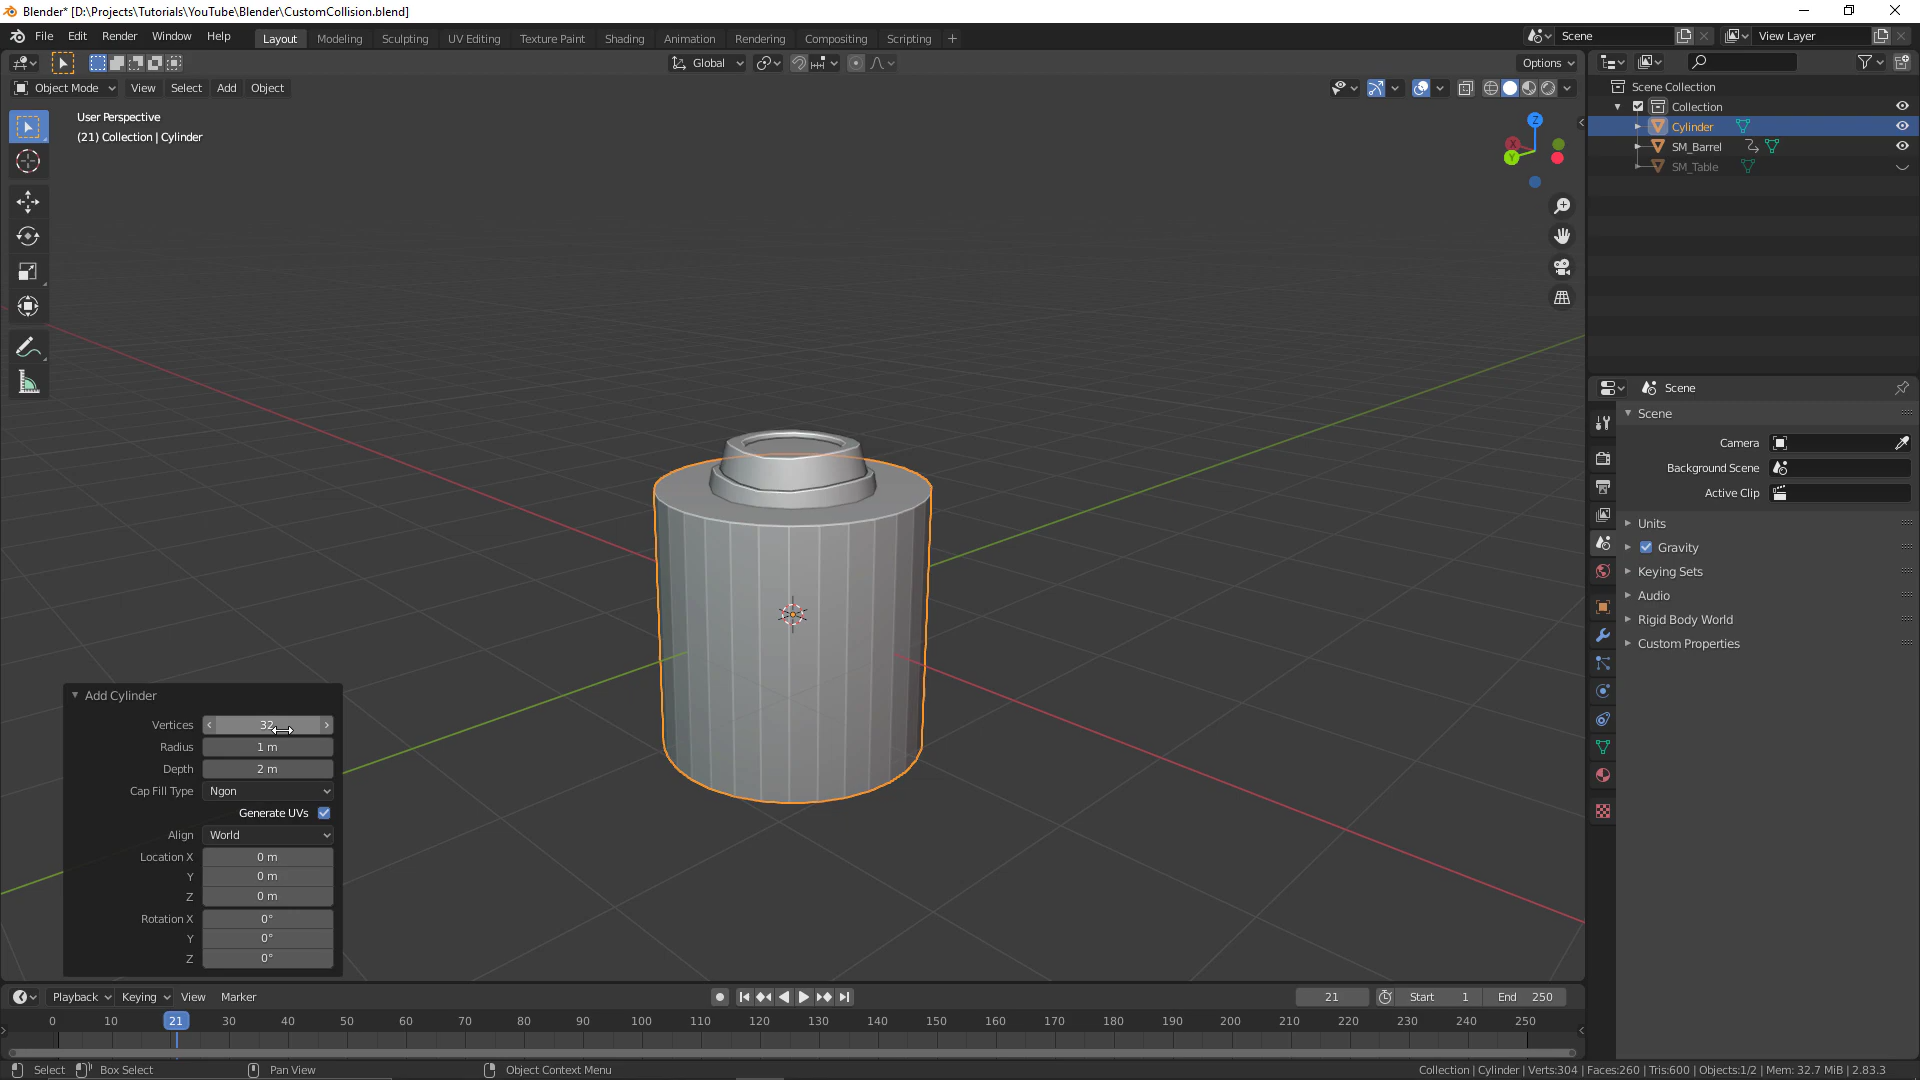 Blender* [D:\Projects\Tutorials\YouTube\Blender\CustomCollision.blend]
File Edit Render Window Help Layout Modeling Sculpting UV Editing Texture Paint Shading Animation Rendering Compositing Scripting + Scene View Layer
Global Options
Object Mode View Select Add Object
User Perspective
(21) Collection | Cylinder
Z
X
Y
Scene Collection
Collection
Cylinder
SM_Barrel
SM_Table
Scene
Scene
Camera
Background Scene
Active Clip
Units
Gravity
Keying Sets
Audio
Rigid Body World
Custom Properties
Add Cylinder
Vertices 32
Radius 1 m
Depth 2 m
Cap Fill Type Ngon
Generate UVs
Align World
Location X 0 m
Y 0 m
Z 0 m
Rotation X 0°
Y 0°
Z 0°
Playback Keying View Marker 21 Start 1 End 250
0 10 21 30 40 50 60 70 80 90 100 110 120 130 140 150 160 170 180 190 200 210 220 230 240 250
Select Box Select Pan View Object Context Menu Collection | Cylinder | Verts:304 | Faces:260 | Tris:600 | Objects:1/2 | Mem: 32.7 MiB | 2.83.3